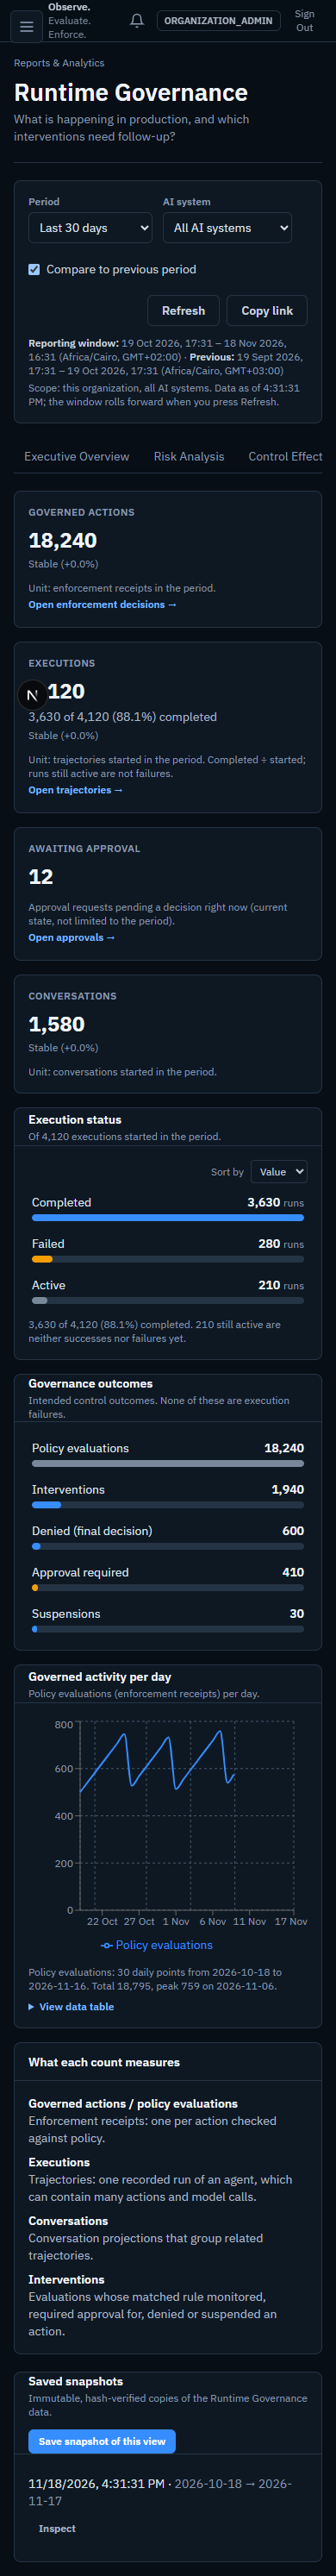 Observe.
Evaluate.
Enforce.
ORGANIZATION_ADMIN
Sign
Out
Reports & Analytics
Runtime Governance
What is happening in production, and which
interventions need follow-up?
Period
AI system
Last 30 days
All AI systems
Compare to previous period
Refresh
Copy link
Reporting window: 19 Oct 2026, 17:31 – 18 Nov 2026,
16:31 (Africa/Cairo, GMT+02:00) · Previous: 19 Sept 2026,
17:31 – 19 Oct 2026, 17:31 (Africa/Cairo, GMT+03:00)
Scope: this organization, all AI systems. Data as of 4:31:31
PM; the window rolls forward when you press Refresh.
Executive Overview
Risk Analysis
Control Effect
GOVERNED ACTIONS
18,240
Stable (+0.0%)
Unit: enforcement receipts in the period.
Open enforcement decisions →
EXECUTIONS
N
120
3,630 of 4,120 (88.1%) completed
Stable (+0.0%)
Unit: trajectories started in the period. Completed ÷ started;
runs still active are not failures.
Open trajectories →
AWAITING APPROVAL
12
Approval requests pending a decision right now (current
state, not limited to the period).
Open approvals →
CONVERSATIONS
1,580
Stable (+0.0%)
Unit: conversations started in the period.
Execution status
Of 4,120 executions started in the period.
Sort by
Value
Completed
3,630 runs
Failed
280 runs
Active
210 runs
3,630 of 4,120 (88.1%) completed. 210 still active are
neither successes nor failures yet.
Governance outcomes
Intended control outcomes. None of these are execution
failures.
Policy evaluations
18,240
Interventions
1,940
Denied (final decision)
600
Approval required
410
Suspensions
30
Governed activity per day
Policy evaluations (enforcement receipts) per day.
800
600
400
200
0
22 Oct 27 Oct 1 Nov 6 Nov 11 Nov 17 Nov
Policy evaluations
Policy evaluations: 30 daily points from 2026-10-18 to
2026-11-16. Total 18,795, peak 759 on 2026-11-06.
View data table
What each count measures
Governed actions / policy evaluations
Enforcement receipts: one per action checked
against policy.
Executions
Trajectories: one recorded run of an agent, which
can contain many actions and model calls.
Conversations
Conversation projections that group related
trajectories.
Interventions
Evaluations whose matched rule monitored,
required approval for, denied or suspended an
action.
Saved snapshots
Immutable, hash-verified copies of the Runtime Governance
data.
Save snapshot of this view
11/18/2026, 4:31:31 PM · 2026-10-18 → 2026-
11-17
Inspect